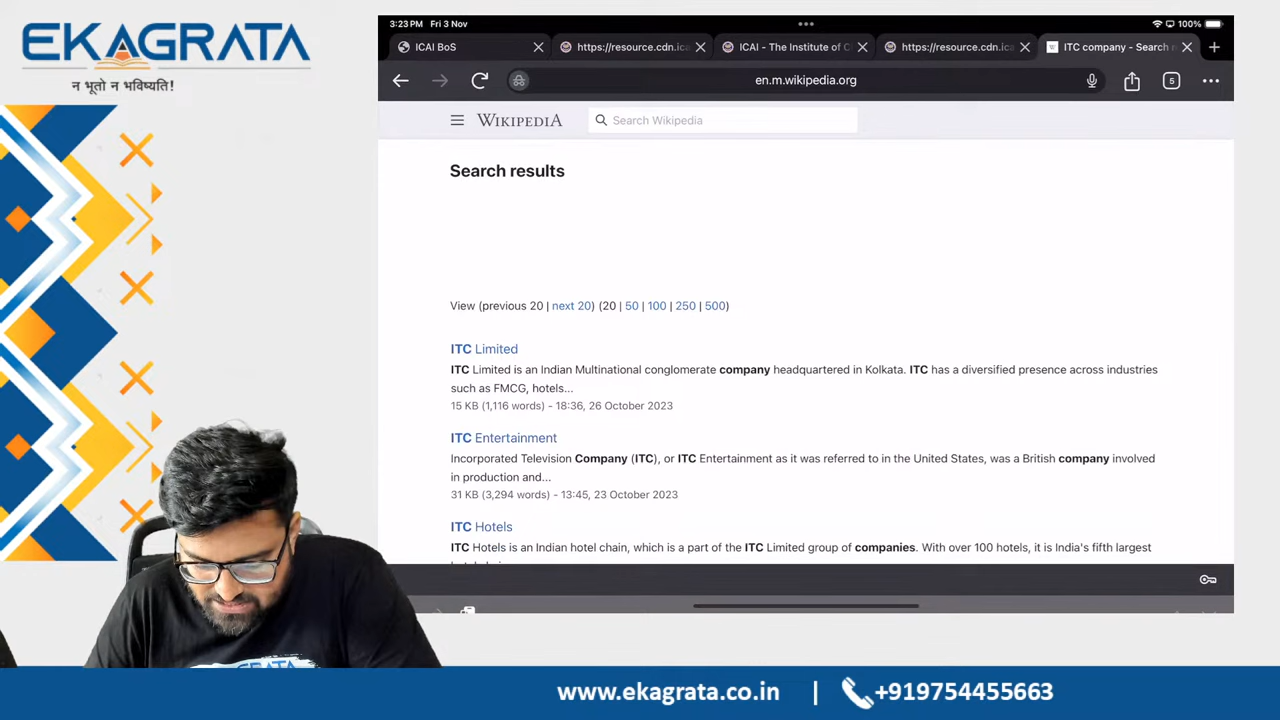 EKAGRATA
न भूतो न भविष्यति!
3:23 PM Fri 3 Nov
100%
ICAI BoS
https://resource.cdn.ica
ICAI - The Institute of C
https://resource.cdn.ica
ITC company - Search r
en.m.wikipedia.org
5
WIKIPEDIA
Search Wikipedia
Search results
View (previous 20 | next 20) (20 | 50 | 100 | 250 | 500)
ITC Limited
ITC Limited is an Indian Multinational conglomerate company headquartered in Kolkata. ITC has a diversified presence across industries
such as FMCG, hotels...
15 KB (1,116 words) - 18:36, 26 October 2023
ITC Entertainment
Incorporated Television Company (ITC), or ITC Entertainment as it was referred to in the United States, was a British company involved
in production and...
31 KB (3,294 words) - 13:45, 23 October 2023
ITC Hotels
ITC Hotels is an Indian hotel chain, which is a part of the ITC Limited group of companies. With over 100 hotels, it is India's fifth largest
www.ekagrata.co.in | +919754455663